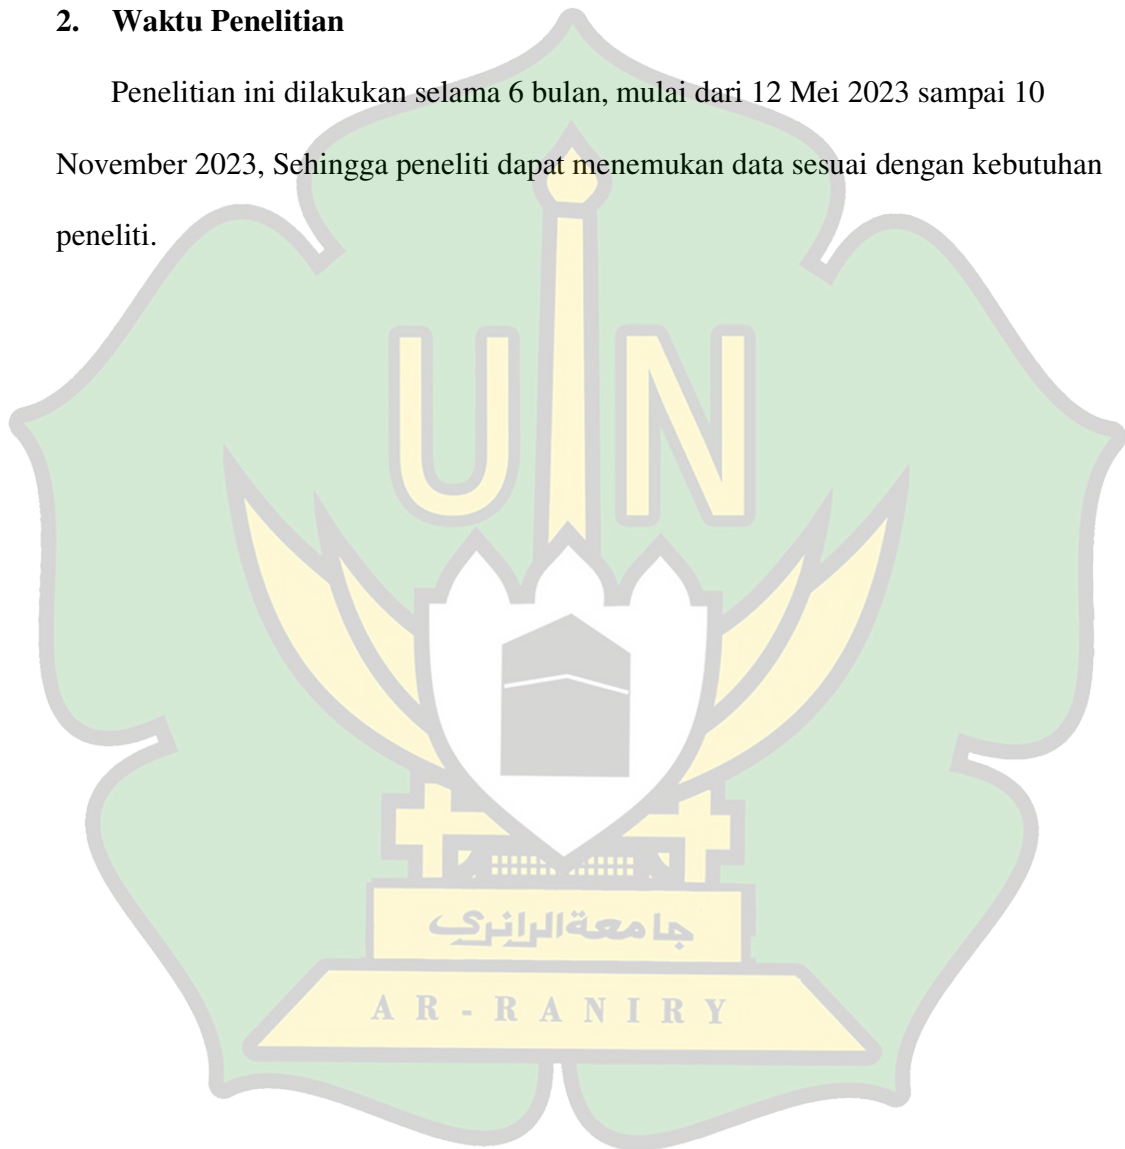 2. Waktu Penelitian
Penelitian ini dilakukan selama 6 bulan, mulai dari 12 Mei 2023 sampai 10
November 2023, Sehingga peneliti dapat menemukan data sesuai dengan kebutuhan
peneliti.
UIN
جامعة الرانري
AR - RANIRY